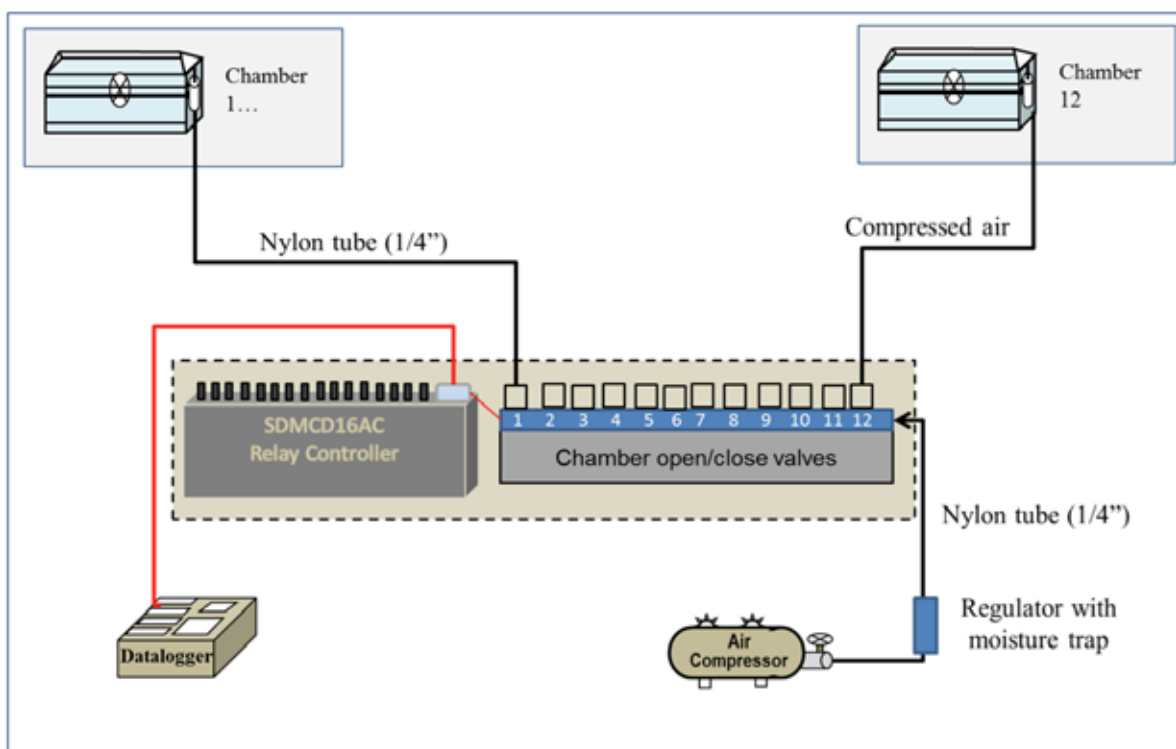 Chamber
1…
Chamber
12
Nylon tube (1/4”)
Compressed air
SDMCD16AC
Relay Controller
1 2 3 4 5 6 7 8 9 10 11 12
Chamber open/close valves
Nylon tube (1/4”)
Regulator with
moisture trap
Air
Compressor
Datalogger